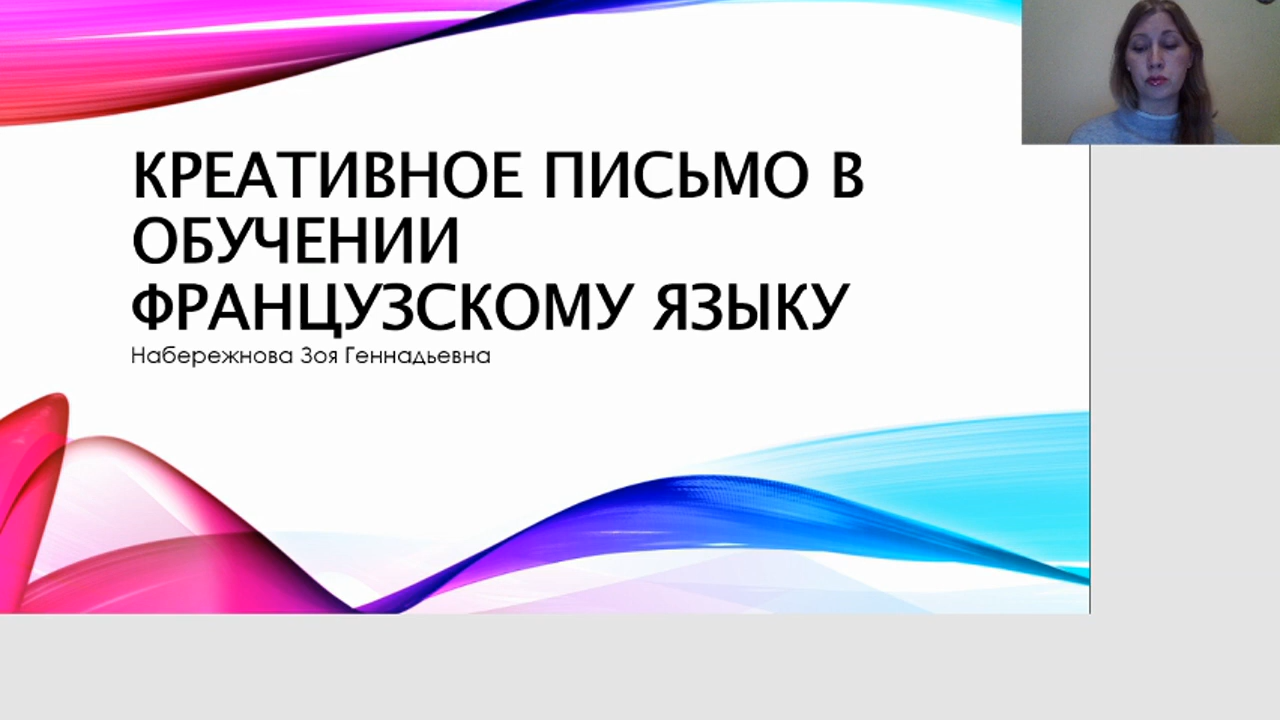 КРЕАТИВНОЕ ПИСЬМО В
ОБУЧЕНИИ
ФРАНЦУЗСКОМУ ЯЗЫКУ
Набережнова Зоя Геннадьевна